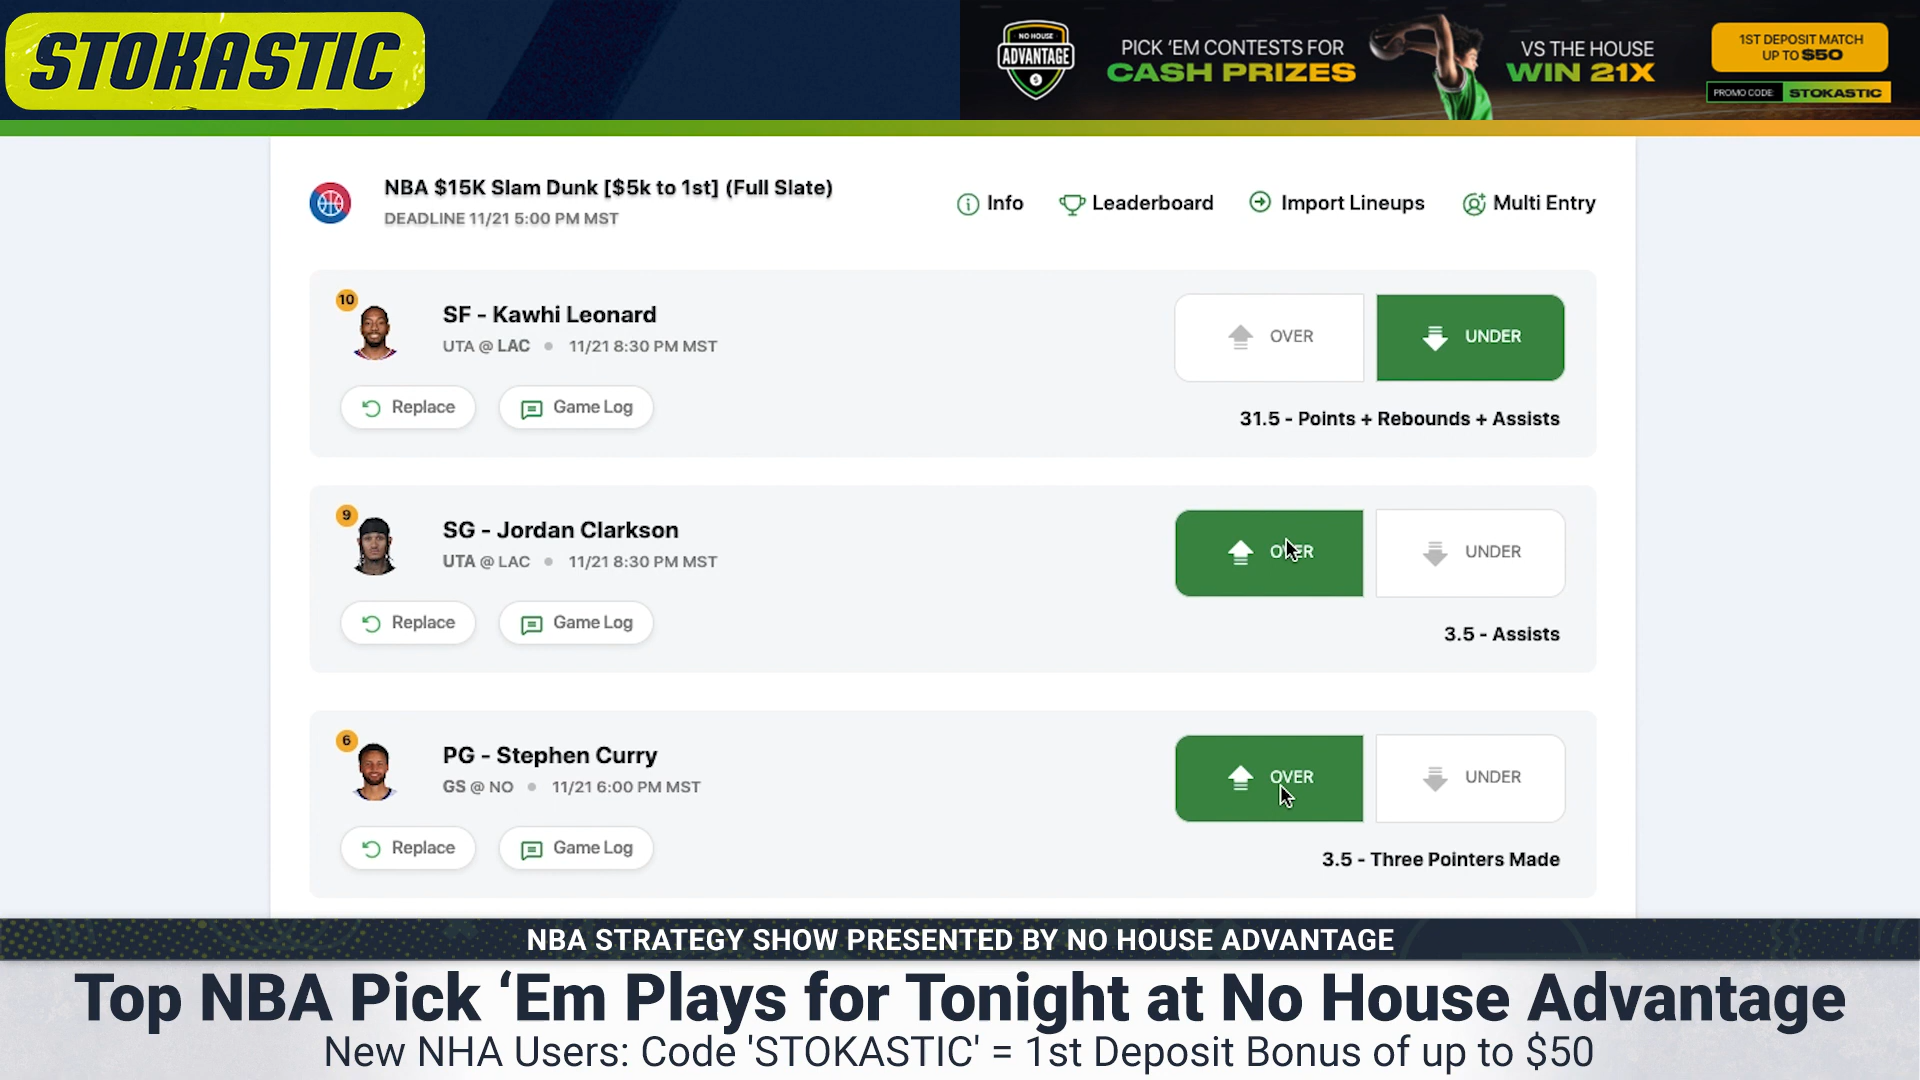 STOKASTIC
NO HOUSE
ADVANTAGE
PICK 'EM CONTESTS FOR
CASH PRIZES
VS THE HOUSE
WIN 21X
1ST DEPOSIT MATCH
UP TO $50
PROMO CODE: STOKASTIC
NBA $15K Slam Dunk [$5k to 1st] (Full Slate)
DEADLINE 11/21 5:00 PM MST
Info
Leaderboard
Import Lineups
Multi Entry
10
SF - Kawhi Leonard
UTA @ LAC • 11/21 8:30 PM MST
Replace
Game Log
OVER
UNDER
31.5 - Points + Rebounds + Assists
9
SG - Jordan Clarkson
UTA @ LAC • 11/21 8:30 PM MST
Replace
Game Log
OVER
UNDER
3.5 - Assists
6
PG - Stephen Curry
GS @ NO • 11/21 6:00 PM MST
Replace
Game Log
OVER
UNDER
3.5 - Three Pointers Made
NBA STRATEGY SHOW PRESENTED BY NO HOUSE ADVANTAGE
Top NBA Pick ‘Em Plays for Tonight at No House Advantage
New NHA Users: Code 'STOKASTIC' = 1st Deposit Bonus of up to $50